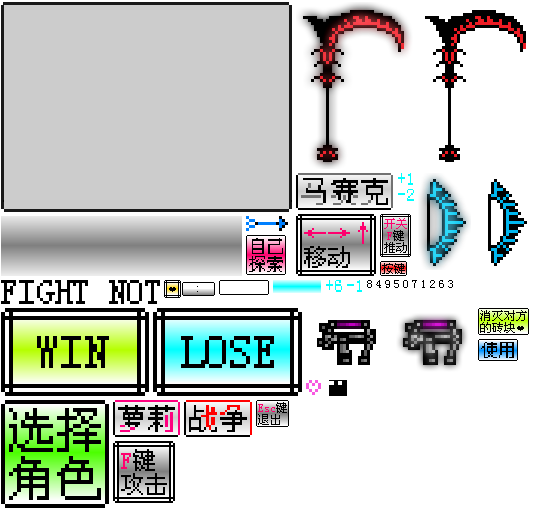 马赛克
+1
-2
自己
探索
移动
开关
F键
推动
按键
FIGHT NOT
:
+8 -1 8495071263
消灭对方
的砖块❤
使用
WIN
LOSE
选择
角色
萝莉
战争
Esc键
退出
F键
攻击